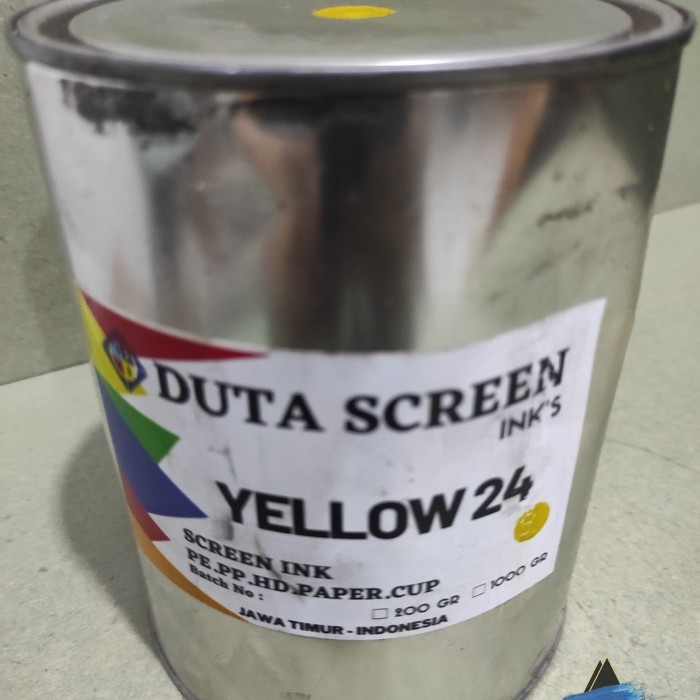 DUTA SCREEN
INK'S
YELLOW 24
SCREEN INK
PE.PP.HD.PAPER.CUP
Batch No :
□ 200 GR □ 1000 GR
JAWA TIMUR - INDONESIA